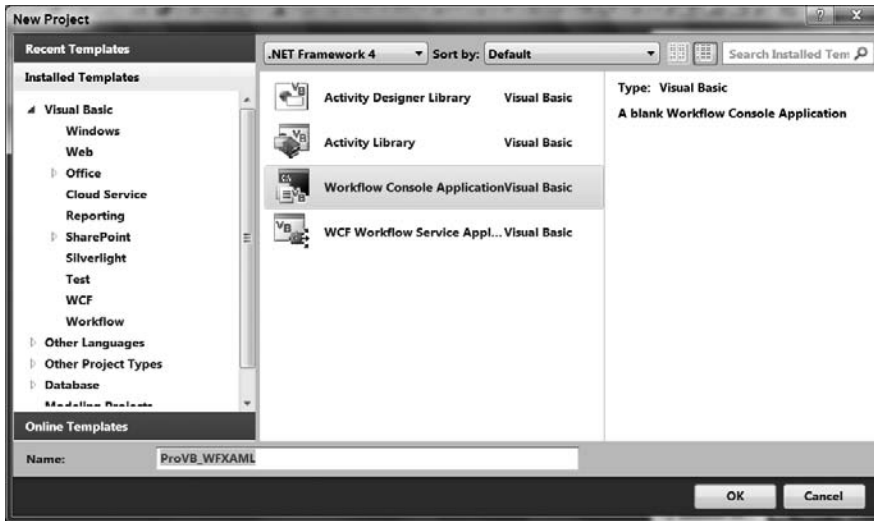 New Project
Recent Templates
.NET Framework 4
Sort by: Default
Search Installed Tem
Installed Templates
Visual Basic
Windows
Web
Office
Cloud Service
Reporting
SharePoint
Silverlight
Test
WCF
Workflow
Other Languages
Other Project Types
Database
Modeling Projects
Online Templates
Activity Designer Library Visual Basic
Activity Library Visual Basic
Workflow Console Application Visual Basic
WCF Workflow Service Appl... Visual Basic
Type: Visual Basic
A blank Workflow Console Application
Name: ProVB_WFXAML
OK
Cancel